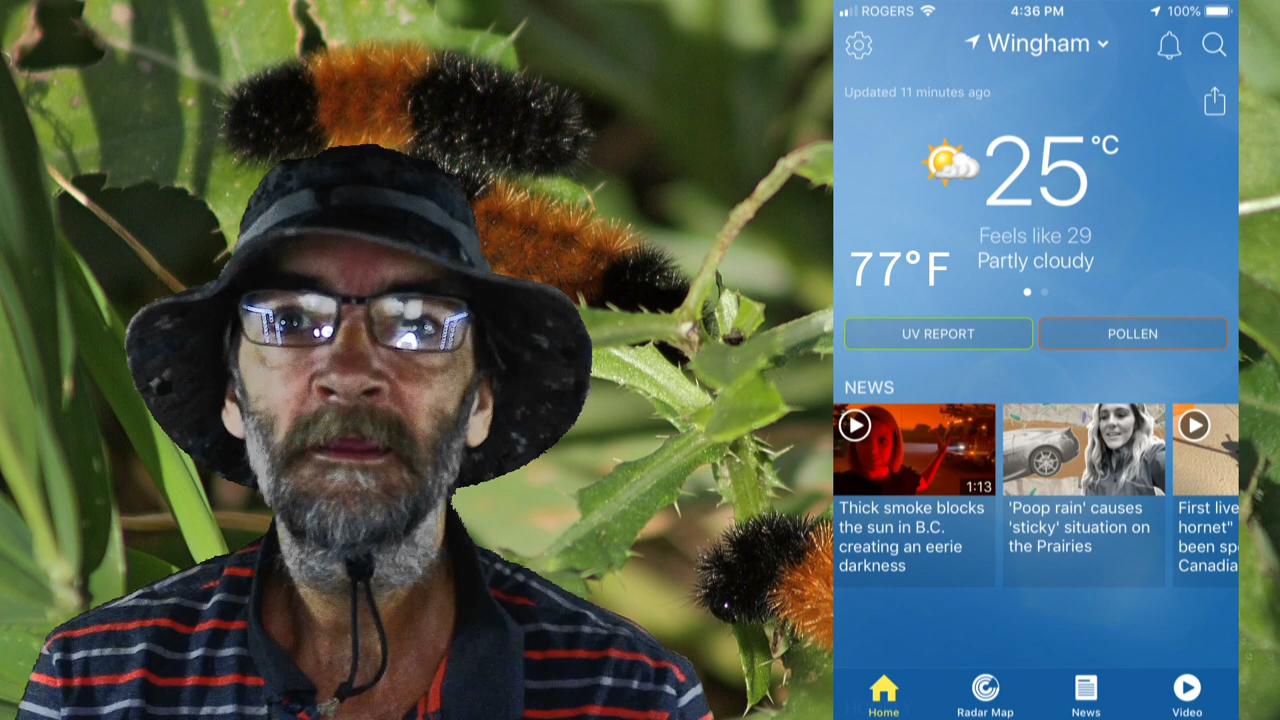 ROGERS
4:36 PM
100%
Wingham
Updated 11 minutes ago
25°C
Feels like 29
77°F
Partly cloudy
UV REPORT
POLLEN
NEWS
1:13
Thick smoke blocks
the sun in B.C.
creating an eerie
darkness
'Poop rain' causes
'sticky' situation on
the Prairies
First live
hornet"
been sp
Canadia
Home
Radar Map
News
Video